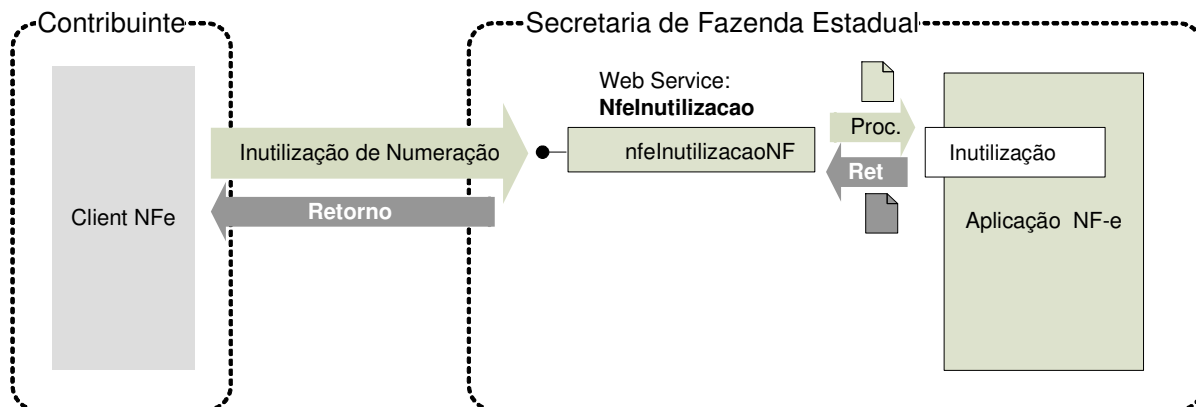 Contribuinte
Secretaria de Fazenda Estadual
Web Service:
NfeInutilizacao
Proc.
Inutilização de Numeração
nfeInutilizacaoNF
Inutilização
Ret
Retorno
Client NFe
Aplicação NF-e